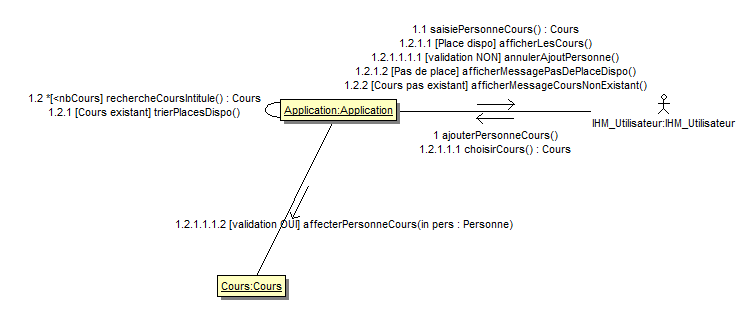 1.1 saisiePersonneCours() : Cours
1.2.1.1 [Place dispo] afficherLesCours()
1.2.1.1.1.1 [validation NON] annulerAjoutPersonne()
1.2.1.2 [Pas de place] afficherMessagePasDePlaceDispo()
1.2.2 [Cours pas existant] afficherMessageCoursNonExistant()
1.2 *[<nbCours] rechercheCoursIntitule() : Cours
1.2.1 [Cours existant] trierPlacesDispo()
Application:Application
IHM_Utilisateur:IHM_Utilisateur
1 ajouterPersonneCours()
1.2.1.1.1 choisirCours() : Cours
1.2.1.1.1.2 [validation OUI] affecterPersonneCours(in pers : Personne)
Cours:Cours